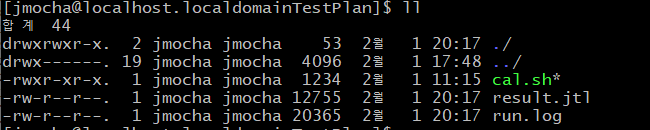 [jmocha@localhost.localdomainTestPlan]$ ll
합계  44
drwxrwxr-x.  2 jmocha jmocha    53  2월   1 20:17 ./
drwx------. 19 jmocha jmocha  4096  2월   1 17:48 ../
-rwxr-xr-x.  1 jmocha jmocha  1234  2월   1 11:15 cal.sh*
-rw-r--r--.  1 jmocha jmocha 12755  2월   1 20:17 result.jtl
-rw-r--r--.  1 jmocha jmocha 20365  2월   1 20:17 run.log